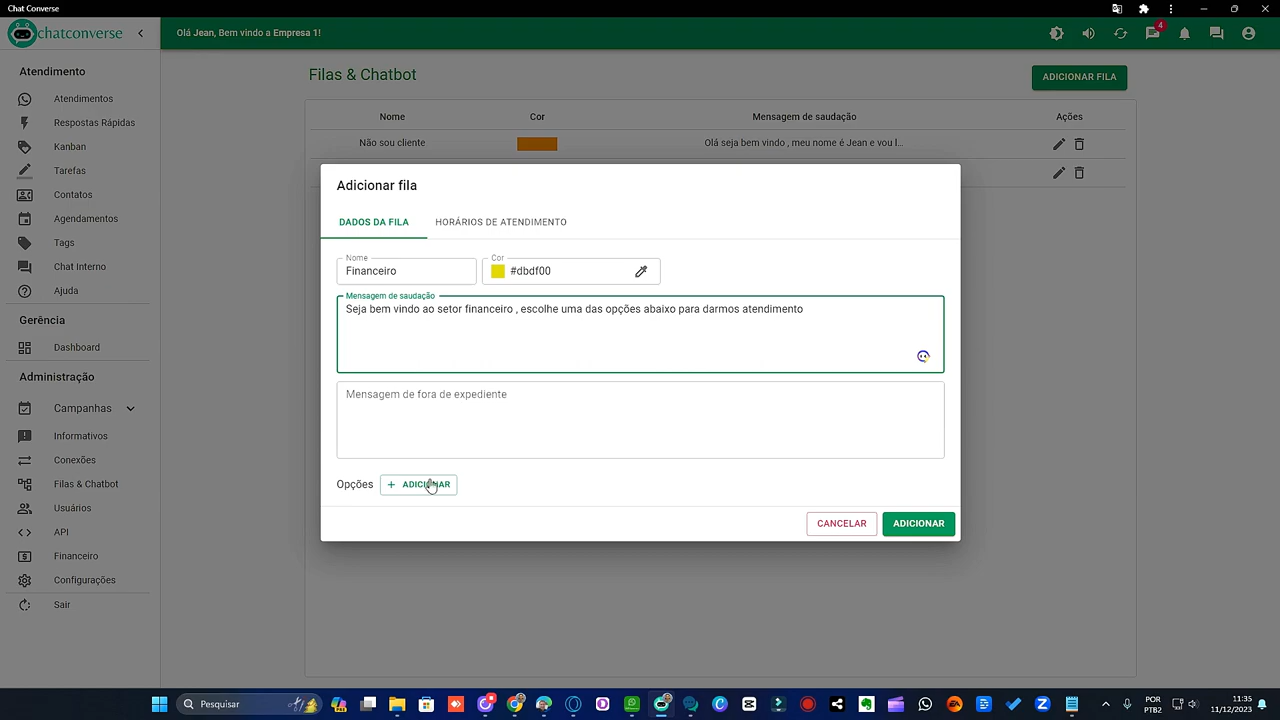 Chat Converse
chatconverse
Olá Jean, Bem vindo a Empresa 1!
4
Atendimento
Atendimentos
Respostas Rápidas
Kanban
Tarefas
Contatos
Agendamentos
Tags
Chat Interno
Ajuda
Gerência
Dashboard
Administração
Campanhas
Informativos
Conexões
Filas & Chatbot
Usuários
API
Financeiro
Configurações
Sair
Filas & Chatbot
ADICIONAR FILA
Nome Cor Mensagem de saudação Ações
Não sou cliente Olá seja bem vindo , meu nome é Jean e vou l...
Adicionar fila
DADOS DA FILA HORÁRIOS DE ATENDIMENTO
Nome
Financeiro
Cor
#dbdf00
Mensagem de saudação
Seja bem vindo ao setor financeiro , escolhe uma das opções abaixo para darmos atendimento
Mensagem de fora de expediente
Opções + ADICIONAR
CANCELAR ADICIONAR
Pesquisar
POR
PTB2
11:35
11/12/2023